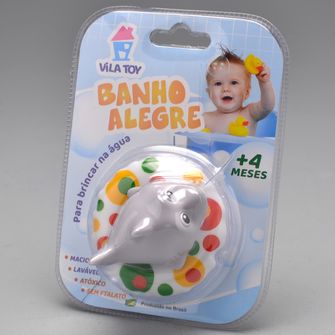 ViLA TOY
BANHO
ALEGRE
Para brincar na água
+4
MESES
MACIO
LAVÁVEL
ATÓXICO
SEM FTALATO
Produzido no Brasil